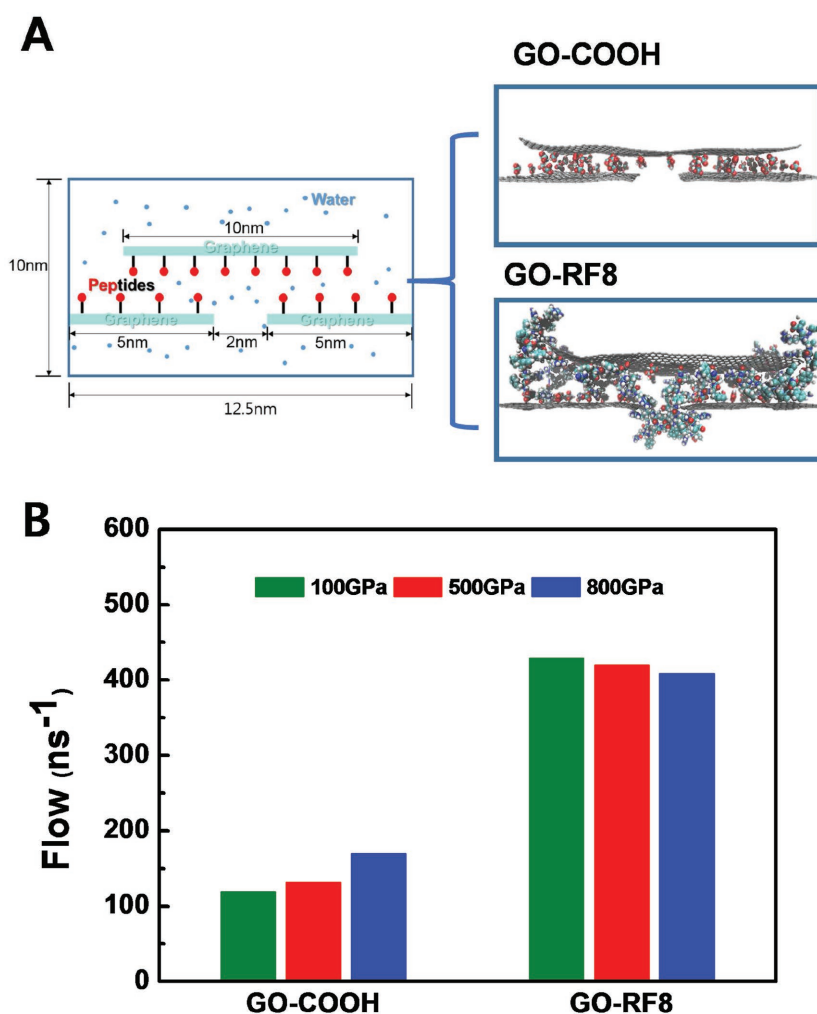 A
GO-COOH
Water
10nm
Graphene
10nm
Peptides
GO-RF8
Graphene
Graphene
5nm
2nm
5nm
12.5nm
B
600
500
400
300
200
100
0
Flow (ns⁻¹)
100GPa
500GPa
800GPa
GO-COOH
GO-RF8